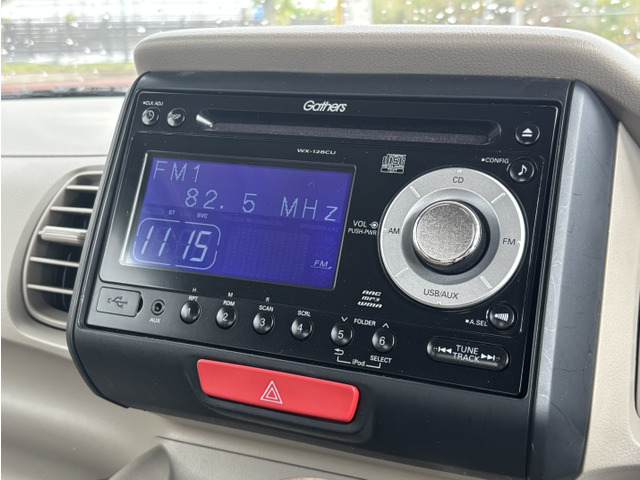 CLK ADJ
DISP
Gathers
WX-128CU
CONFIG
FM1
82.5 MHz
ST SVC
11:15
FM
VOL
PUSH-PWR
CD
AM
FM
USB/AUX
AAC
MP3
WMA
A.SEL
AUX
H
RPT
M
RDM
2
R
SCAN
3
SCRL
4
FOLDER
5
6
iPod
SELECT
TUNE
TRACK